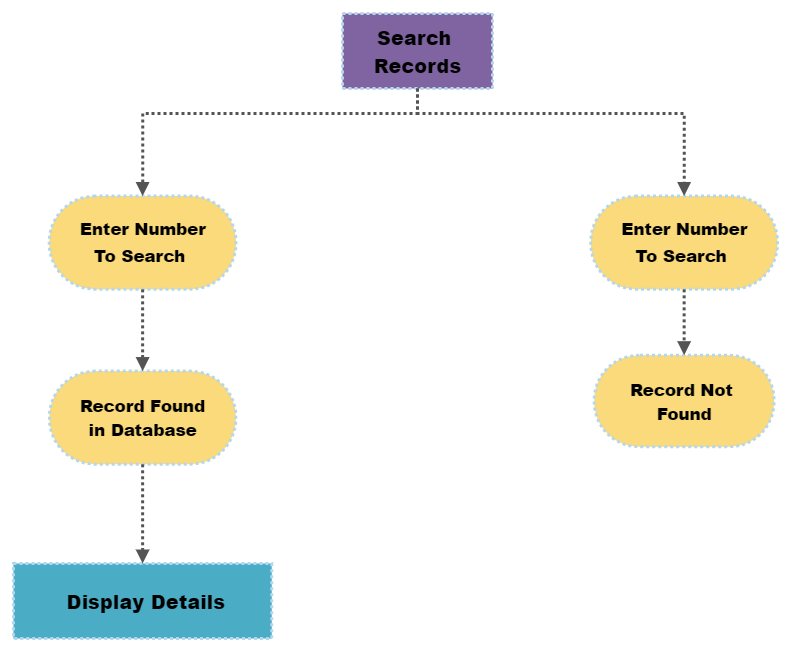 Search
Records
Enter Number
To Search
Enter Number
To Search
Record Found
in Database
Record Not
Found
Display Details